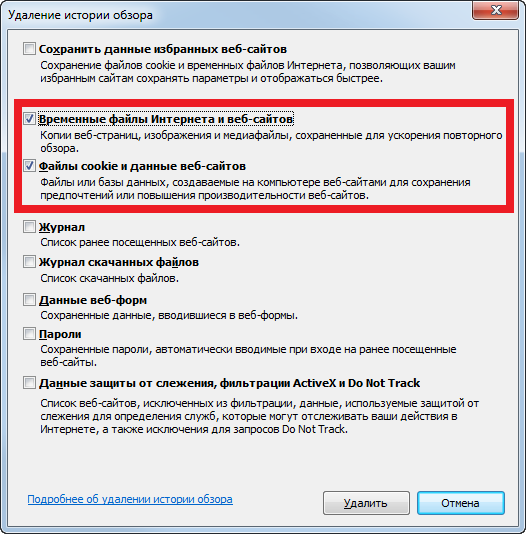 Удаление истории обзора
Сохранить данные избранных веб-сайтов
Сохранение файлов cookie и временных файлов Интернета, позволяющих вашим
избранным сайтам сохранять параметры и отображаться быстрее.
Временные файлы Интернета и веб-сайтов
Копии веб-страниц, изображения и медиафайлы, сохраненные для ускорения повторного
обзора.
Файлы cookie и данные веб-сайтов
Файлы или базы данных, создаваемые на компьютере веб-сайтами для сохранения
предпочтений или повышения производительности веб-сайтов.
Журнал
Список ранее посещенных веб-сайтов.
Журнал скачанных файлов
Список скачанных файлов.
Данные веб-форм
Сохраненные данные, вводившиеся в веб-формы.
Пароли
Сохраненные пароли, автоматически вводимые при входе на ранее посещенные
веб-сайты.
Данные защиты от слежения, фильтрации ActiveX и Do Not Track
Список веб-сайтов, исключенных из фильтрации, данные, используемые защитой от
слежения для определения служб, которые могут отслеживать ваши действия в
Интернете, а также исключения для запросов Do Not Track.
Подробнее об удалении истории обзора
Удалить
Отмена